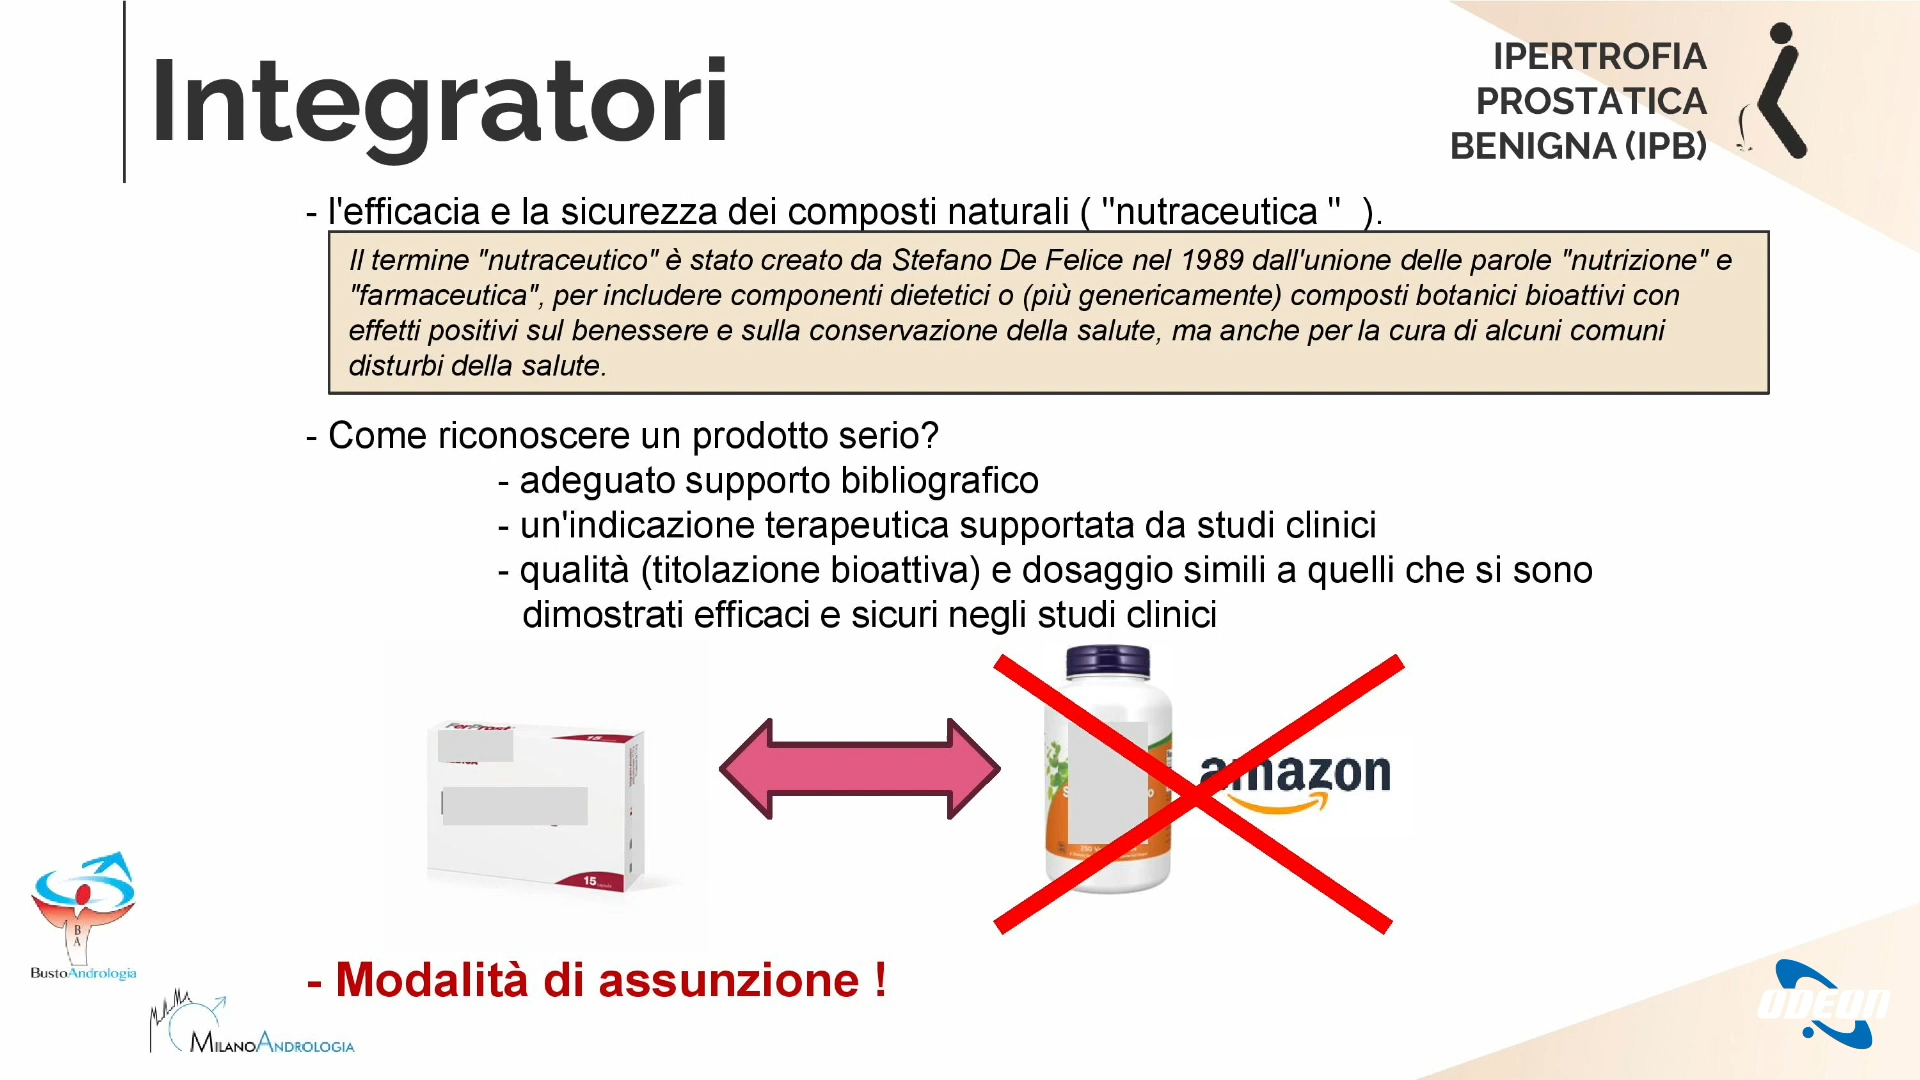 Integratori
IPERTROFIA
PROSTATICA
BENIGNA (IPB)
- l'efficacia e la sicurezza dei composti naturali ( "nutraceutica " ).
Il termine "nutraceutico" è stato creato da Stefano De Felice nel 1989 dall'unione delle parole "nutrizione" e
"farmaceutica", per includere componenti dietetici o (più genericamente) composti botanici bioattivi con
effetti positivi sul benessere e sulla conservazione della salute, ma anche per la cura di alcuni comuni
disturbi della salute.
- Come riconoscere un prodotto serio?
- adeguato supporto bibliografico
- un'indicazione terapeutica supportata da studi clinici
- qualità (titolazione bioattiva) e dosaggio simili a quelli che si sono
dimostrati efficaci e sicuri negli studi clinici
15
15
amazon
- Modalità di assunzione !
B
A
BustoAndrologia
MILANOANDROLOGIA
ODEON